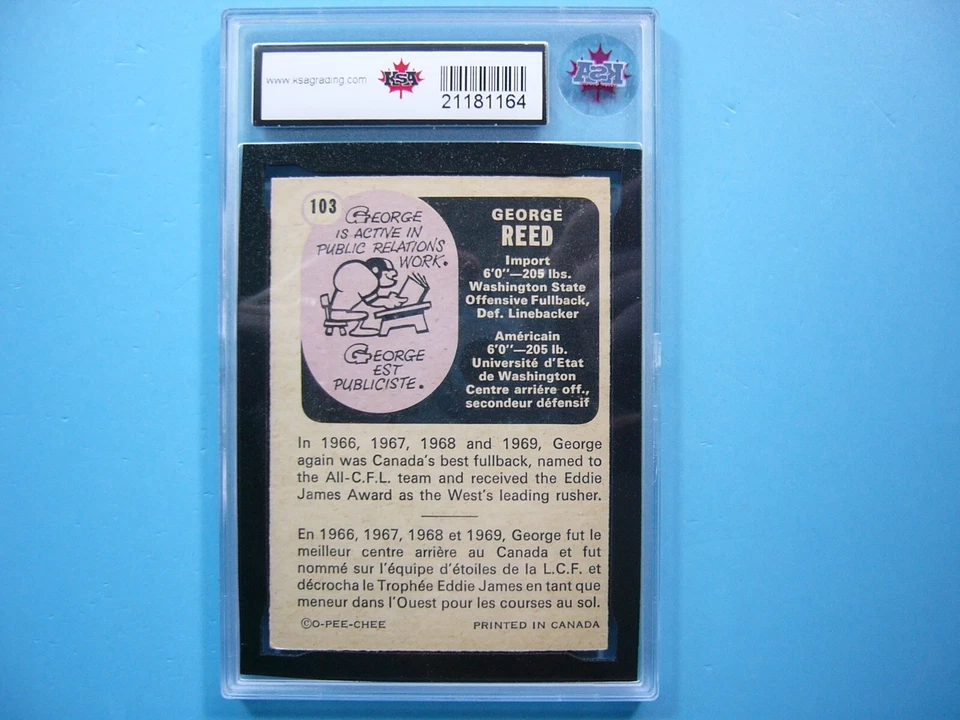 www.ksagrading.com
KSA
21181164
KSA
103
GEORGE
IS ACTIVE IN
PUBLIC RELATIONS
WORK.
GEORGE
EST
PUBLICISTE.
GEORGE
REED
Import
6'0"—205 lbs.
Washington State
Offensive Fullback,
Def. Linebacker
Américain
6'0"—205 lb.
Université d'Etat
de Washington
Centre arriére off.,
secondeur défensif
In 1966, 1967, 1968 and 1969, George
again was Canada's best fullback, named to
the All-C.F.L. team and received the Eddie
James Award as the West's leading rusher.
En 1966, 1967, 1968 et 1969, George fut le
meilleur centre arrière au Canada et fut
nommé sur l'équipe d'étoiles de la L.C.F. et
décrocha le Trophée Eddie James en tant que
meneur dans l'Ouest pour les courses au sol.
©O-PEE-CHEE
PRINTED IN CANADA